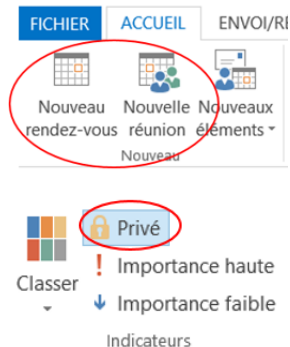 FICHIER ACCUEIL ENVOI/RE
Nouveau rendez-vous
Nouvelle réunion
Nouveaux éléments
Nouveau
Classer
Privé
Importance haute
Importance faible
Indicateurs